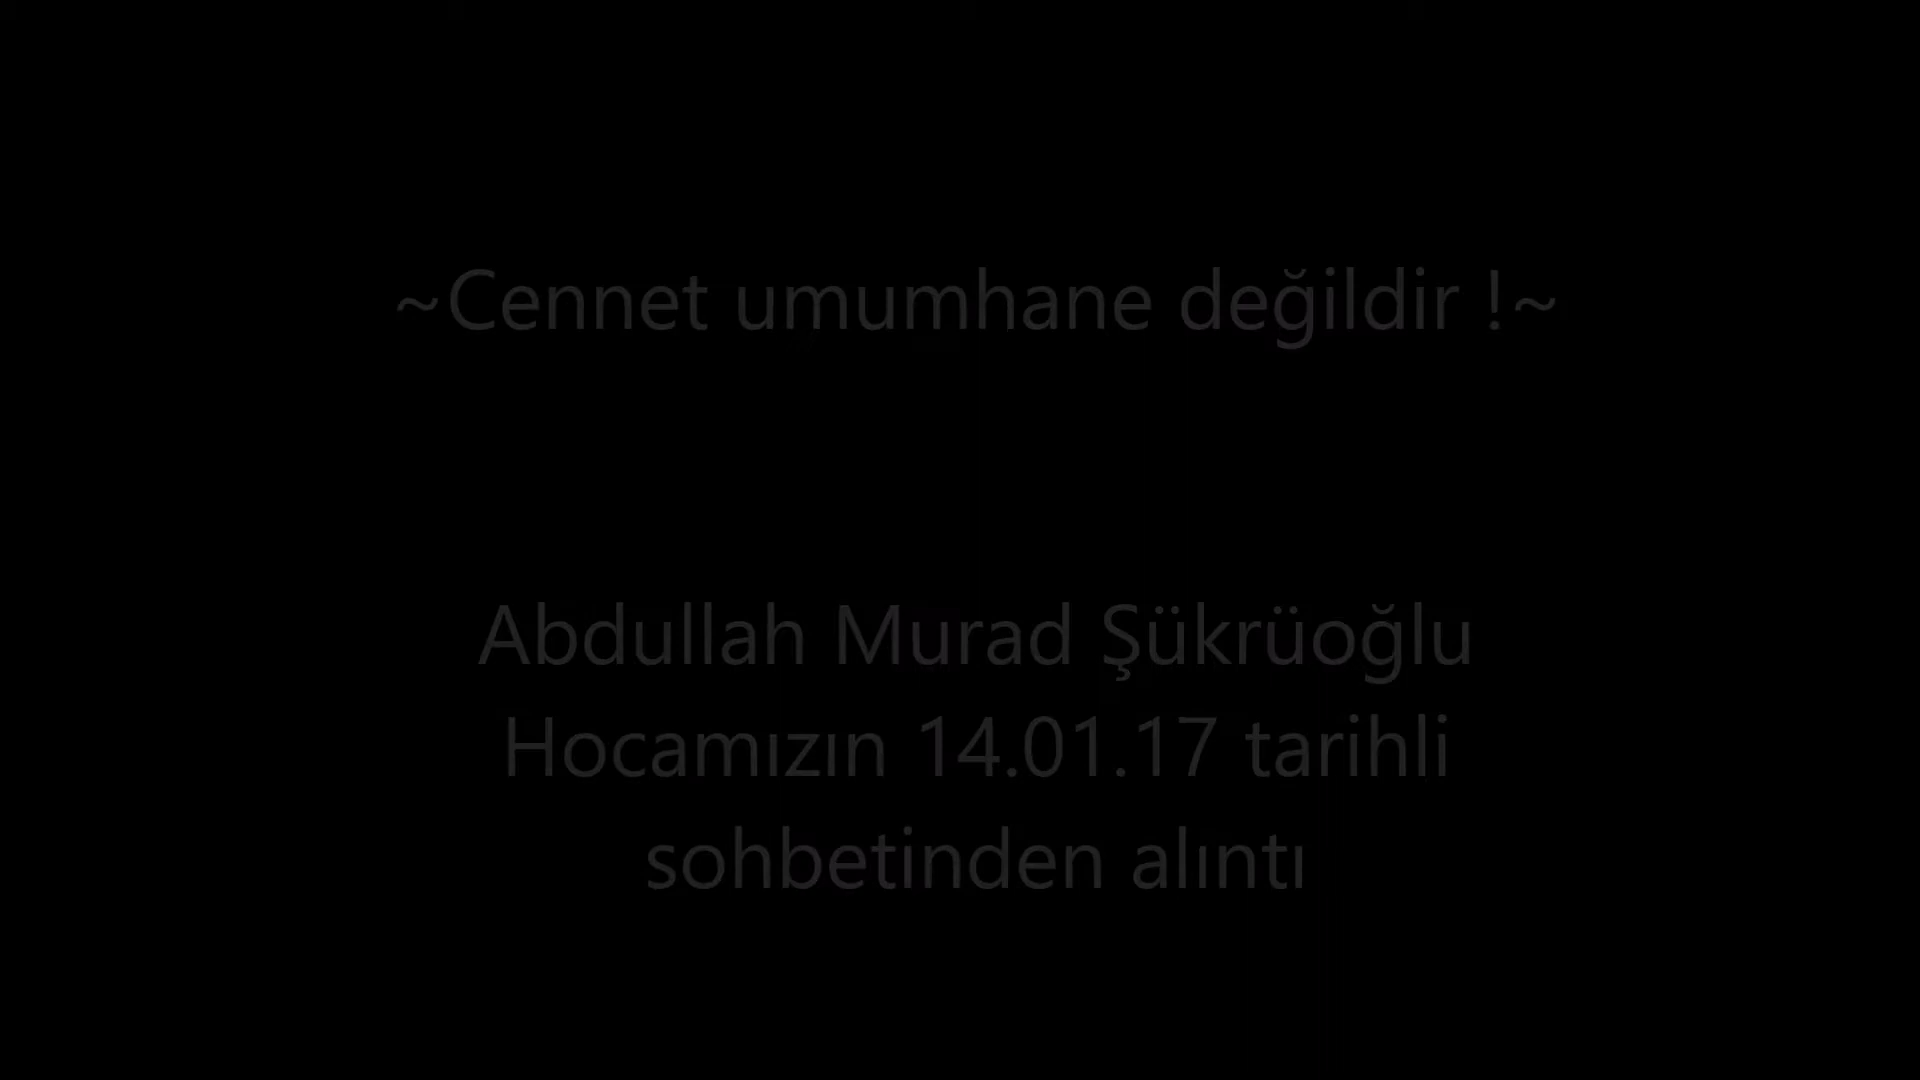 ~Cennet umumhane değildir !~
Abdullah Murad Şükrüoğlu
Hocamızın 14.01.17 tarihli
sohbetinden alıntı